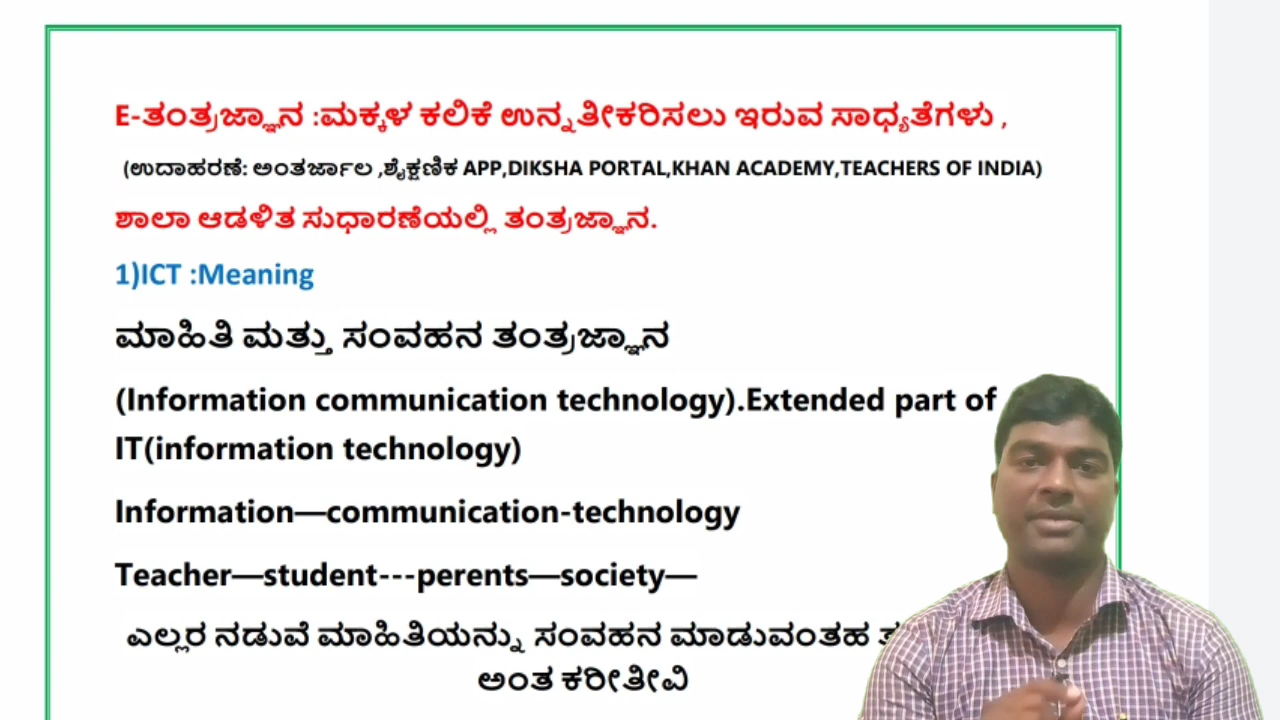 E-ತಂತ್ರಜ್ಞಾನ :ಮಕ್ಕಳ ಕಲಿಕೆ ಉನ್ನತೀಕರಿಸಲು ಇರುವ ಸಾಧ್ಯತೆಗಳು ,
(ಉದಾಹರಣೆ: ಅಂತರ್ಜಾಲ ,ಶೈಕ್ಷಣಿಕ APP,DIKSHA PORTAL,KHAN ACADEMY,TEACHERS OF INDIA)
ಶಾಲಾ ಆಡಳಿತ ಸುಧಾರಣೆಯಲ್ಲಿ ತಂತ್ರಜ್ಞಾನ.
1)ICT :Meaning
ಮಾಹಿತಿ ಮತ್ತು ಸಂವಹನ ತಂತ್ರಜ್ಞಾನ
(Information communication technology).Extended part of
IT(information technology)
Information—communication-technology
Teacher—student---perents—society—
ಎಲ್ಲರ ನಡುವೆ ಮಾಹಿತಿಯನ್ನು ಸಂವಹನ ಮಾಡುವಂತಹ
ಅಂತ ಕರೀತೀವಿ